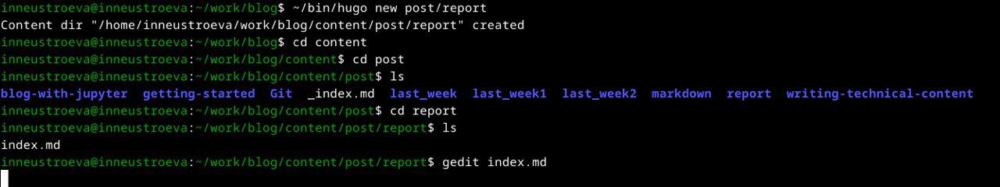 inneustroeva@inneustroeva:~/work/blog$ ~/bin/hugo new post/report
Content dir "/home/inneustroeva/work/blog/content/post/report" created
inneustroeva@inneustroeva:~/work/blog$ cd content
inneustroeva@inneustroeva:~/work/blog/content$ cd post
inneustroeva@inneustroeva:~/work/blog/content/post$ ls
blog-with-jupyter  getting-started  Git  _index.md  last_week  last_week1  last_week2  markdown  report  writing-technical-content
inneustroeva@inneustroeva:~/work/blog/content/post$ cd report
inneustroeva@inneustroeva:~/work/blog/content/post/report$ ls
index.md
inneustroeva@inneustroeva:~/work/blog/content/post/report$ gedit index.md